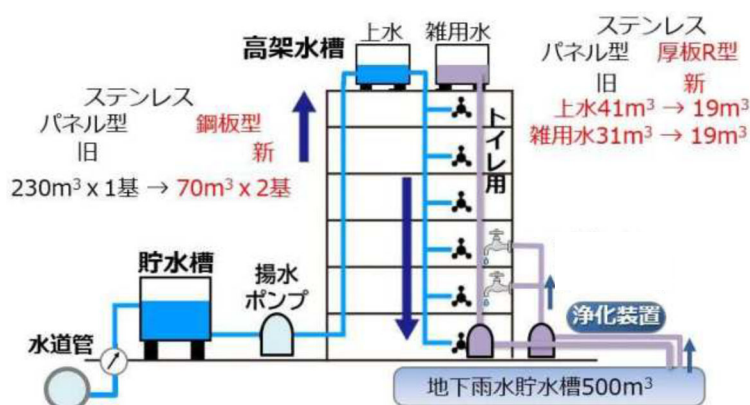 上水
雑用水
高架水槽
ステンレス
パネル型 厚板R型
旧 新
上水41m³ → 19m³
雑用水31m³ → 19m³
ステンレス
パネル型 鋼板型
旧 新
230m³ x 1基 → 70m³ x 2基
トイレ用
貯水槽
揚水
ポンプ
水道管
浄化装置
地下雨水貯水槽500m³